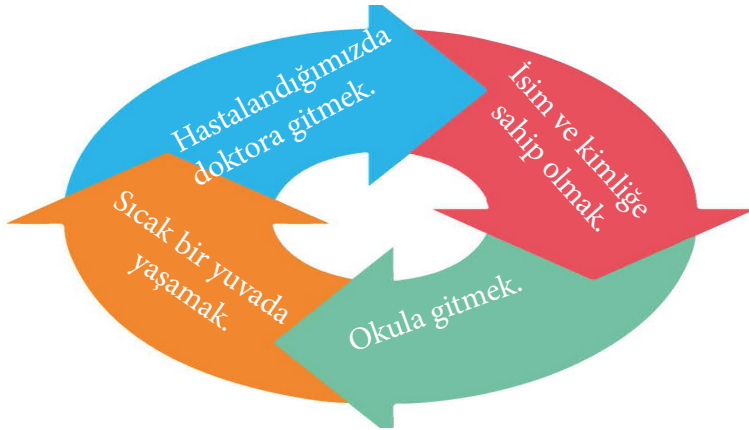 Hastalandığımızda
doktora gitmek.
İsim ve kimliğe
sahip olmak.
Okula gitmek.
Sıcak bir yuvada
yaşamak.